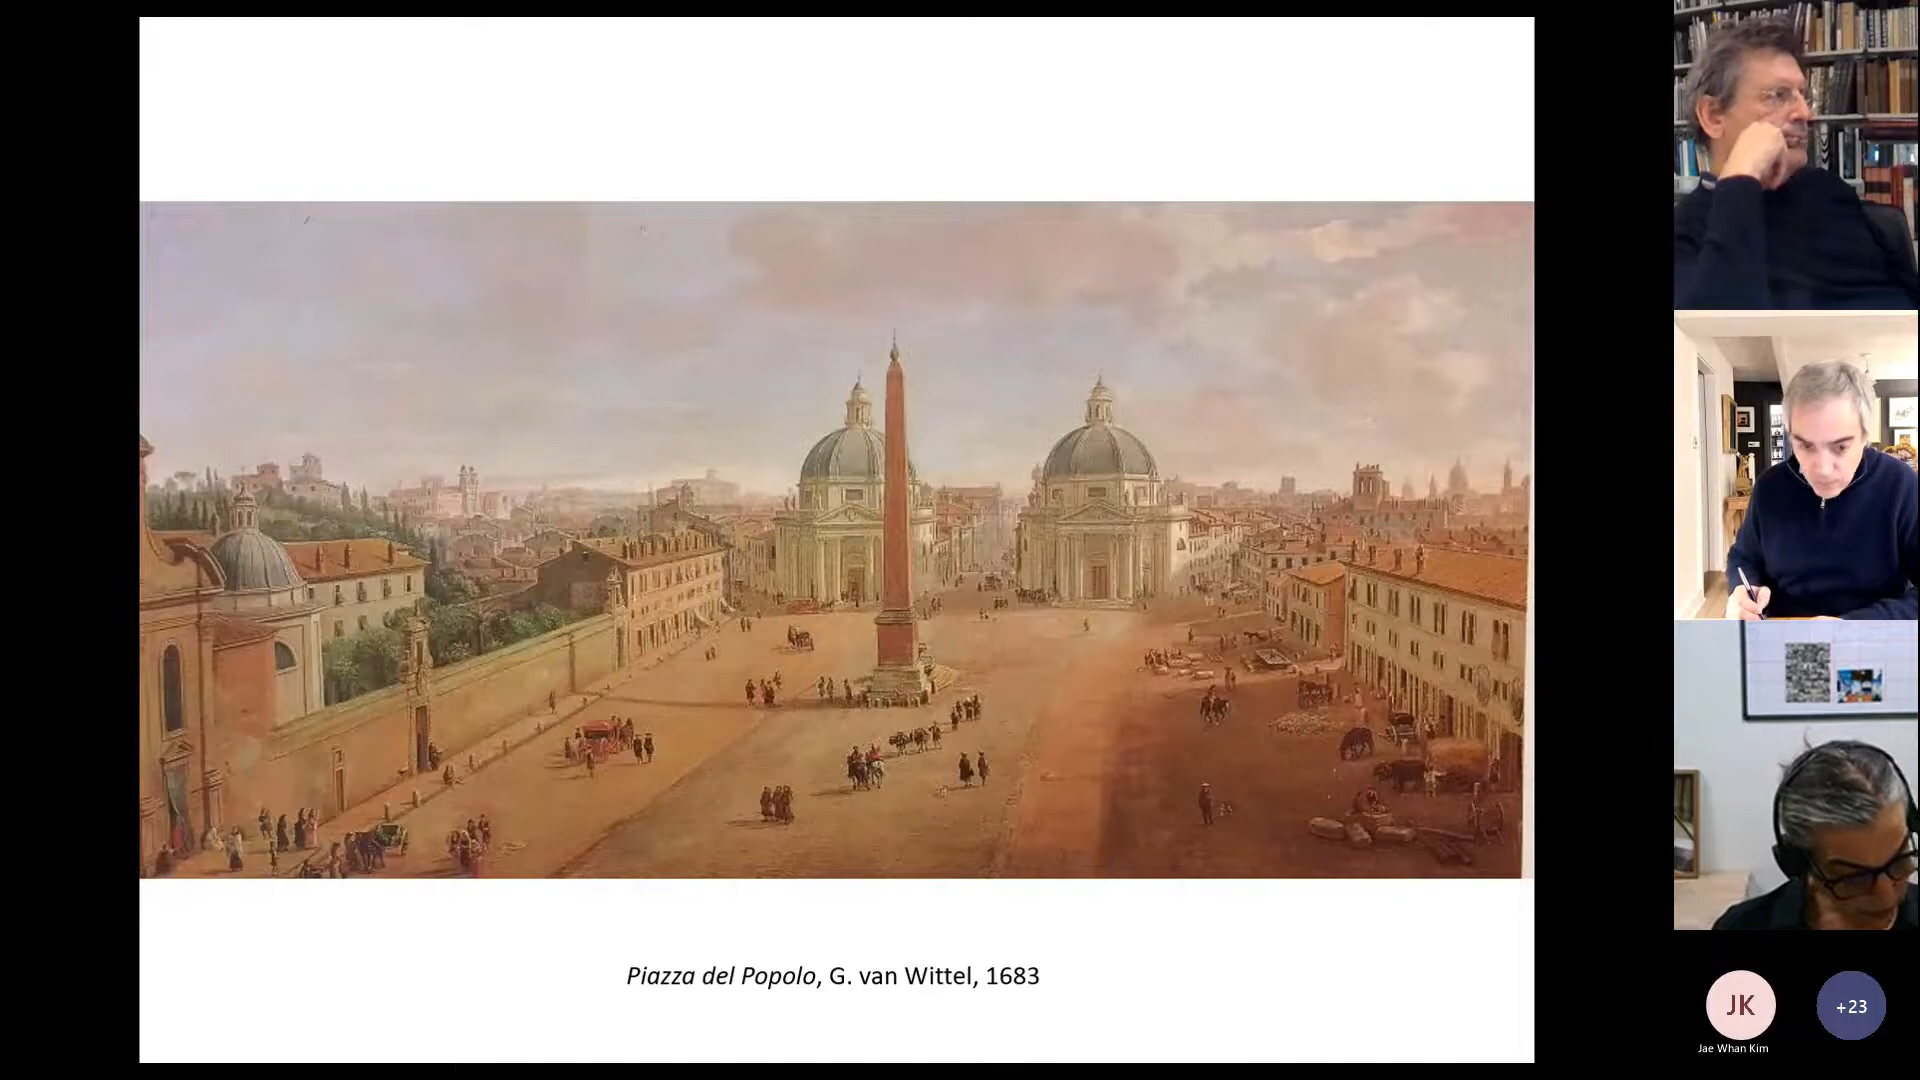 Piazza del Popolo, G. van Wittel, 1683
JK
+23
Jae Whan Kim